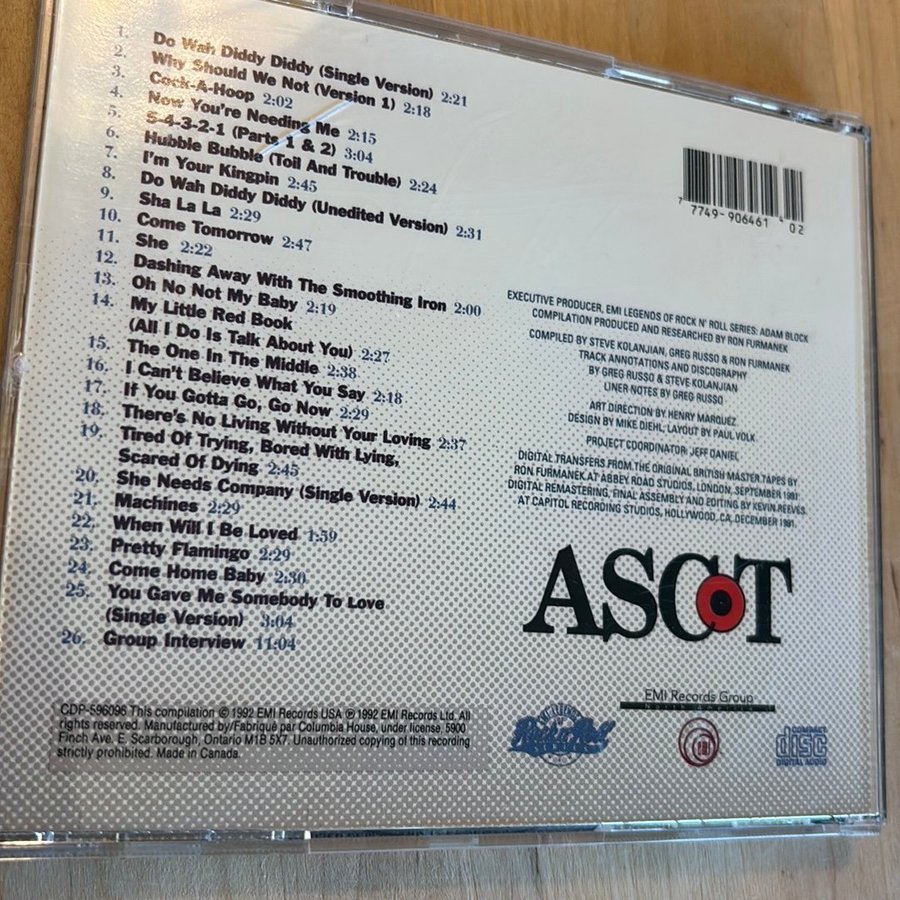 1. Do Wah Diddy Diddy (Single Version) 2:21
2. Why Should We Not (Version 1) 2:18
3. Cock-A-Hoop 2:02
4. Now You're Needing Me 2:15
5. 5-4-3-2-1 (Parts 1 & 2) 3:04
6. Hubble Bubble (Toil And Trouble) 2:24
7. I'm Your Kingpin 2:45
8. Do Wah Diddy Diddy (Unedited Version) 2:31
9. Sha La La 2:29
10. Come Tomorrow 2:47
11. She 2:22
12. Dashing Away With The Smoothing Iron 2:00
13. Oh No Not My Baby 2:19
14. My Little Red Book
(All I Do Is Talk About You) 2:27
15. The One In The Middle 2:38
16. I Can't Believe What You Say 2:18
17. If You Gotta Go, Go Now 2:29
18. There's No Living Without Your Loving 2:37
19. Tired Of Trying, Bored With Lying,
Scared Of Dying 2:45
20. She Needs Company (Single Version) 2:44
21. Machines 2:29
22. When Will I Be Loved 1:59
23. Pretty Flamingo 2:29
24. Come Home Baby 2:30
25. You Gave Me Somebody To Love
(Single Version) 3:04
26. Group Interview 11:04
7 7749-906461 4 02
EXECUTIVE PRODUCER, EMI LEGENDS OF ROCK N' ROLL SERIES: ADAM BLOCK
COMPILATION PRODUCED AND RESEARCHED BY RON FURMANEK
COMPILED BY STEVE KOLANJIAN, GREG RUSSO & RON FURMANEK
TRACK ANNOTATIONS AND DISCOGRAPHY
BY GREG RUSSO & STEVE KOLANJIAN
LINER NOTES BY GREG RUSSO
ART DIRECTION BY HENRY MARQUEZ
DESIGN BY MIKE DIEHL, LAYOUT BY PAUL VOLK
PROJECT COORDINATOR: JEFF DANIEL
DIGITAL TRANSFERS FROM THE ORIGINAL BRITISH MASTER TAPES BY
RON FURMANEK AT ABBEY ROAD STUDIOS, LONDON, SEPTEMBER 1991
DIGITAL REMASTERING, FINAL ASSEMBLY AND EDITING BY KEVIN REEVES
AT CAPITOL RECORDING STUDIOS, HOLLYWOOD, CA, DECEMBER 1991.
ASCOT
CDP-596096 This compilation © 1992 EMI Records USA ℗ 1992 EMI Records Ltd. All
rights reserved. Manufactured by/Fabriqué par Columbia House, under license, 5900
Finch Ave. E. Scarborough, Ontario M1B 5X7. Unauthorized copying of this recording
strictly prohibited. Made in Canada.
Rock n' Roll
EMI Records Group
EMI
COMPACT
disc
DIGITAL AUDIO